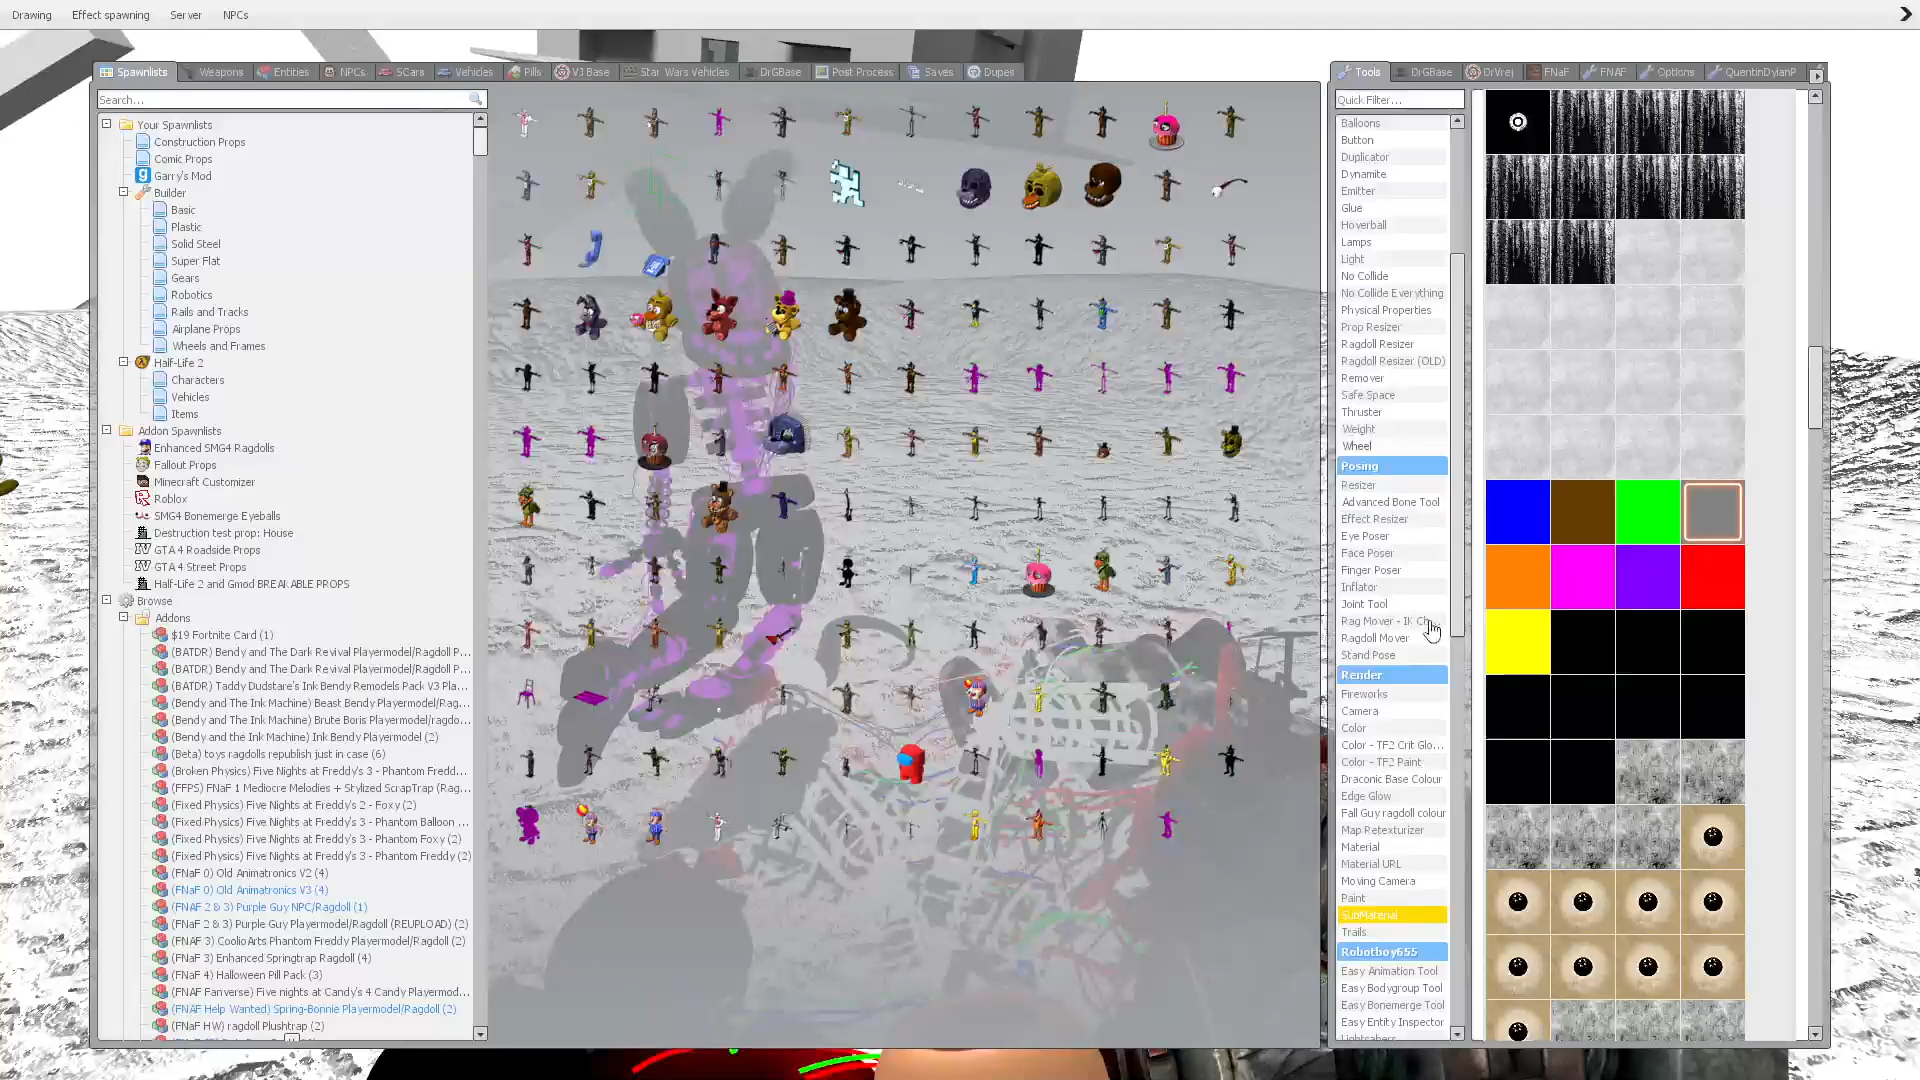 Drawing Effect spawning Server NPCs
Spawnlists Weapons Entities NPCs SCars Vehicles Pills VJ Base Star Wars Vehicles DrGBase Post Process Saves Dupes
Tools DrGBase DrVrej FNaF FNAF Options QuentinDylanP
Search...
Your Spawnlists
Construction Props
Comic Props
Garry's Mod
Builder
Basic
Plastic
Solid Steel
Super Flat
Gears
Robotics
Rails and Tracks
Airplane Props
Wheels and Frames
Half-Life 2
Characters
Vehicles
Items
Addon Spawnlists
Enhanced SMG4 Ragdolls
Fallout Props
Minecraft Customizer
Roblox
SMG4 Bonemerge Eyeballs
Destruction test prop: House
GTA 4 Roadside Props
GTA 4 Street Props
Half-Life 2 and Gmod BREAKABLE PROPS
Browse
Addons
$19 Fortnite Card (1)
(BATDR) Bendy and The Dark Revival Playermodel/Ragdoll P...
(BATDR) Bendy and The Dark Revival Playermodel/Ragdoll P...
(BATDR) Taddy Dudstare's Ink Bendy Remodels Pack V3 Pla...
(Bendy and The Ink Machine) Beast Bendy Playermodel/Rag...
(Bendy and The Ink Machine) Brute Boris Playermodel/ragdo...
(Bendy and the Ink Machine) Ink Bendy Playermodel (2)
(Beta) toys ragdolls republish just in case (6)
(Broken Physics) Five Nights at Freddy's 3 - Phantom Fredd...
(FFPS) FNaF 1 Mediocre Melodies + Stylized ScrapTrap (Rag...
(Fixed Physics) Five Nights at Freddy's 2 - Foxy (2)
(Fixed Physics) Five Nights at Freddy's 3 - Phantom Balloon ...
(Fixed Physics) Five Nights at Freddy's 3 - Phantom Foxy (2)
(Fixed Physics) Five Nights at Freddy's 3 - Phantom Freddy (2)
(FNaF 0) Old Animatronics V2 (4)
(FNaF 0) Old Animatronics V3 (4)
(FNAF 2 & 3) Purple Guy NPC/Ragdoll (1)
(FNaF 2 & 3) Purple Guy Playermodel/Ragdoll (REUPLOAD) (2)
(FNAF 3) CoolioArts Phantom Freddy Playermodel/Ragdoll (2)
(FNaF 3) Enhanced Springtrap Ragdoll (4)
(FNaF 4) Halloween Pill Pack (3)
(FNAF Fanverse) Five nights at Candy's 4 Candy Playermod...
(FNAF Help Wanted) Spring-Bonnie Playermodel/Ragdoll (2)
(FNaF HW) ragdoll Plushtrap (2)
Quick Filter...
Balloons
Button
Duplicator
Dynamite
Emitter
Glue
Hoverball
Lamps
Light
No Collide
No Collide Everything
Physical Properties
Prop Resizer
Ragdoll Resizer
Ragdoll Resizer (OLD)
Remover
Safe Space
Thruster
Weight
Wheel
Posing
Resizer
Advanced Bone Tool
Effect Resizer
Eye Poser
Face Poser
Finger Poser
Inflator
Joint Tool
Rag Mover - IK Ch
Ragdoll Mover
Stand Pose
Render
Fireworks
Camera
Color
Color - TF2 Crit Glo...
Color - TF2 Paint
Draconic Base Colour
Edge Glow
Fall Guy ragdoll colour
Map Retexturizer
Material
Material URL
Moving Camera
Paint
SubMaterial
Trails
Robotboy655
Easy Animation Tool
Easy Bodygroup Tool
Easy Bonemerge Tool
Easy Entity Inspector